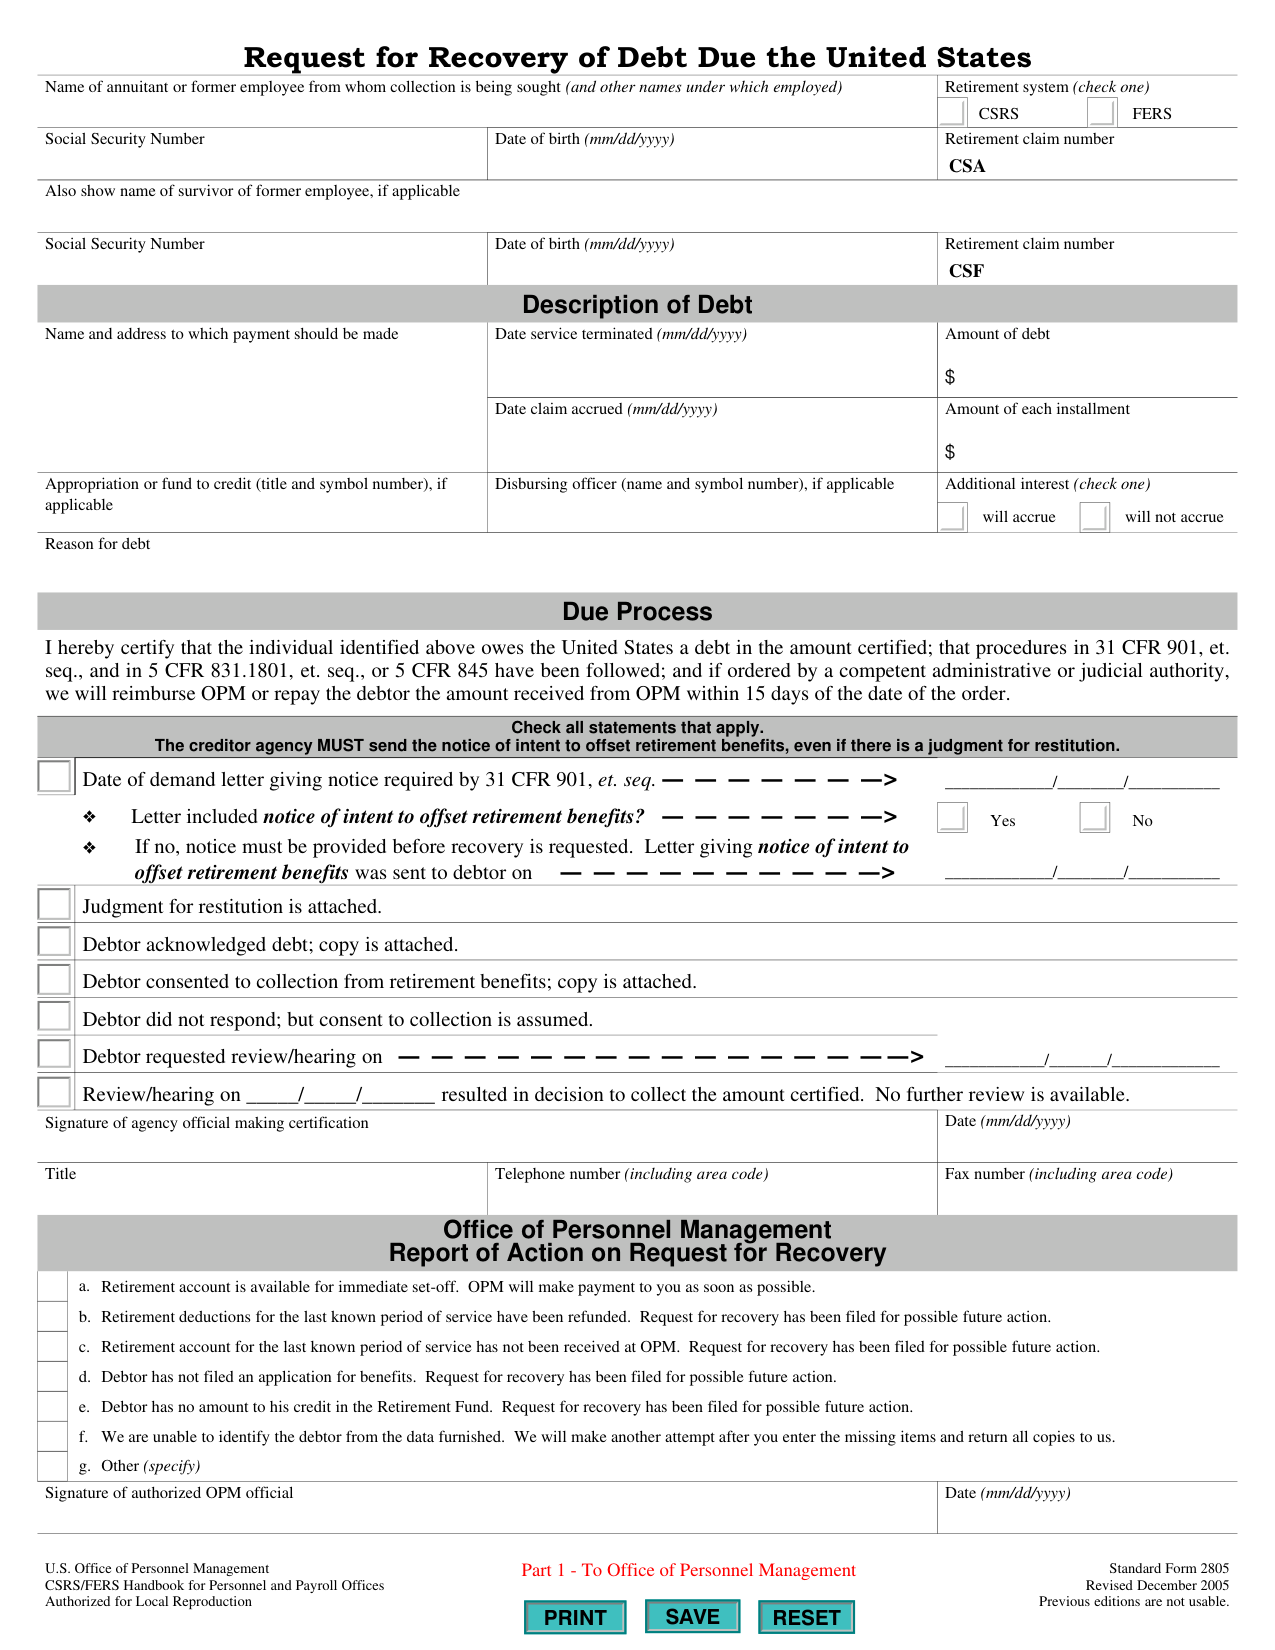 Request for Recovery of Debt Due the United States
Name of annuitant or former employee from whom collection is being sought (and other names under which employed)
Retirement system (check one)
CSRS FERS
Social Security Number
Date of birth (mm/dd/yyyy)
Retirement claim number
CSA
Also show name of survivor of former employee, if applicable
Social Security Number
Date of birth (mm/dd/yyyy)
Retirement claim number
CSF
Description of Debt
Name and address to which payment should be made
Date service terminated (mm/dd/yyyy)
Amount of debt
$
Date claim accrued (mm/dd/yyyy)
Amount of each installment
$
Appropriation or fund to credit (title and symbol number), if
applicable
Disbursing officer (name and symbol number), if applicable
Additional interest (check one)
will accrue will not accrue
Reason for debt
Due Process
I hereby certify that the individual identified above owes the United States a debt in the amount certified; that procedures in 31 CFR 901, et.
seq., and in 5 CFR 831.1801, et. seq., or 5 CFR 845 have been followed; and if ordered by a competent administrative or judicial authority,
we will reimburse OPM or repay the debtor the amount received from OPM within 15 days of the date of the order.
Check all statements that apply.
The creditor agency MUST send the notice of intent to offset retirement benefits, even if there is a judgment for restitution.
Date of demand letter giving notice required by 31 CFR 901, et. seq. — — — — — — —> ____________/_______/__________
❖ Letter included notice of intent to offset retirement benefits? — — — — — — —> Yes No
❖ If no, notice must be provided before recovery is requested. Letter giving notice of intent to
offset retirement benefits was sent to debtor on — — — — — — — — — —> ____________/_______/__________
Judgment for restitution is attached.
Debtor acknowledged debt; copy is attached.
Debtor consented to collection from retirement benefits; copy is attached.
Debtor did not respond; but consent to collection is assumed.
Debtor requested review/hearing on — — — — — — — — — — — — — — — —> ___________/______/____________
Review/hearing on _____/_____/_______ resulted in decision to collect the amount certified. No further review is available.
Signature of agency official making certification
Date (mm/dd/yyyy)
Title
Telephone number (including area code)
Fax number (including area code)
Office of Personnel Management
Report of Action on Request for Recovery
a. Retirement account is available for immediate set-off. OPM will make payment to you as soon as possible.
b. Retirement deductions for the last known period of service have been refunded. Request for recovery has been filed for possible future action.
c. Retirement account for the last known period of service has not been received at OPM. Request for recovery has been filed for possible future action.
d. Debtor has not filed an application for benefits. Request for recovery has been filed for possible future action.
e. Debtor has no amount to his credit in the Retirement Fund. Request for recovery has been filed for possible future action.
f. We are unable to identify the debtor from the data furnished. We will make another attempt after you enter the missing items and return all copies to us.
g. Other (specify)
Signature of authorized OPM official
Date (mm/dd/yyyy)
U.S. Office of Personnel Management
CSRS/FERS Handbook for Personnel and Payroll Offices
Authorized for Local Reproduction
Part 1 - To Office of Personnel Management
PRINT SAVE RESET
Standard Form 2805
Revised December 2005
Previous editions are not usable.